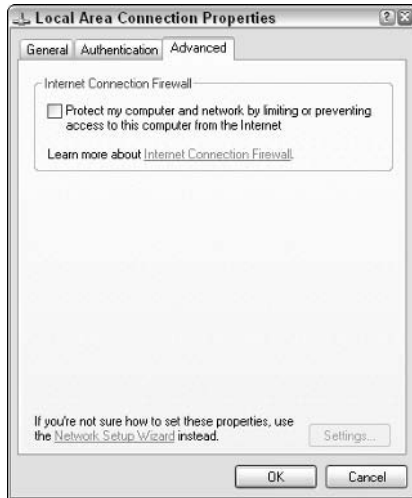 Local Area Connection Properties
General Authentication Advanced
Internet Connection Firewall
Protect my computer and network by limiting or preventing
access to this computer from the Internet
Learn more about Internet Connection Firewall.
If you're not sure how to set these properties, use
the Network Setup Wizard instead.
Settings...
OK Cancel